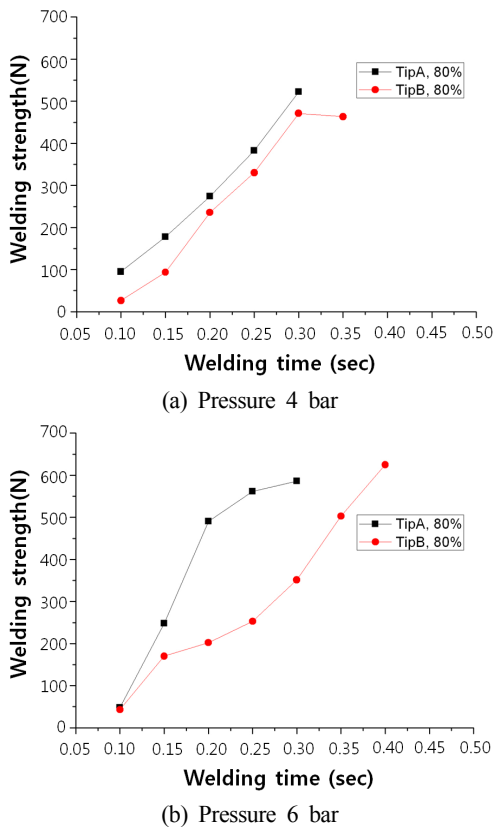 700
600
500
400
300
200
100
0
Welding strength(N)
TipA, 80%
TipB, 80%
0.05 0.10 0.15 0.20 0.25 0.30 0.35 0.40 0.45 0.50
Welding time (sec)
(a) Pressure 4 bar
700
600
500
400
300
200
100
0
Welding strength(N)
TipA, 80%
TipB, 80%
0.05 0.10 0.15 0.20 0.25 0.30 0.35 0.40 0.45 0.50
Welding time (sec)
(b) Pressure 6 bar